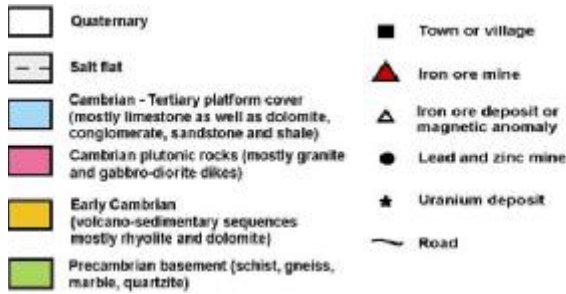 Quaternary
Salt flat
Cambrian - Tertiary platform cover
(mostly limestone as well as dolomite,
conglomerate, sandstone and shale)
Cambrian plutonic rocks (mostly granite
and gabbro-diorite dikes)
Early Cambrian
(volcano-sedimentary sequences
mostly rhyolite and dolomite)
Precambrian basement (schist, gneiss,
marble, quartzite)
Town or village
Iron ore mine
Iron ore deposit or
magnetic anomaly
Lead and zinc mine
Uranium deposit
Road